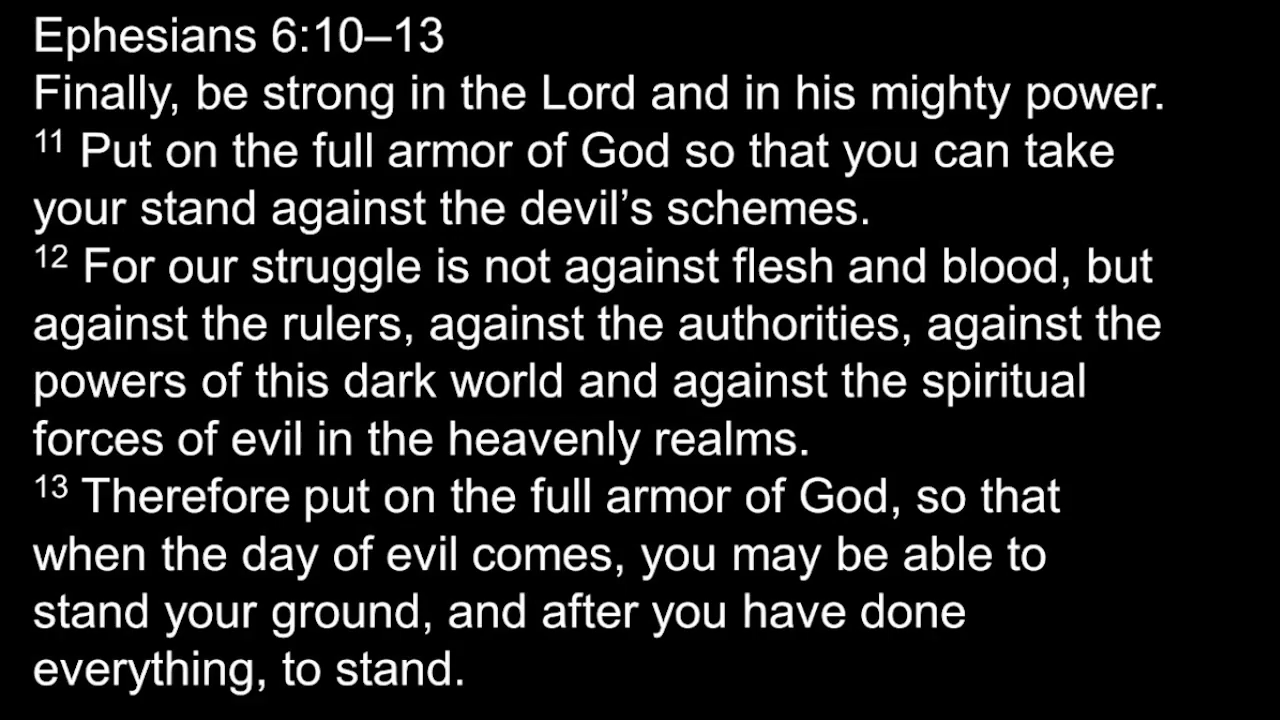 Ephesians 6:10–13
Finally, be strong in the Lord and in his mighty power.
11 Put on the full armor of God so that you can take
your stand against the devil’s schemes.
12 For our struggle is not against flesh and blood, but
against the rulers, against the authorities, against the
powers of this dark world and against the spiritual
forces of evil in the heavenly realms.
13 Therefore put on the full armor of God, so that
when the day of evil comes, you may be able to
stand your ground, and after you have done
everything, to stand.